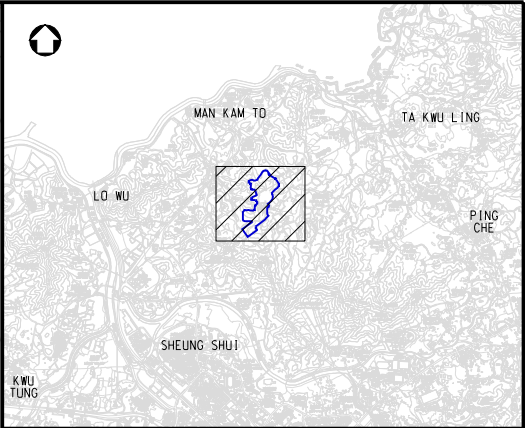 MAN KAM TO
TA KWU LING
LO WU
PING
CHE
SHEUNG SHUI
KWU
TUNG